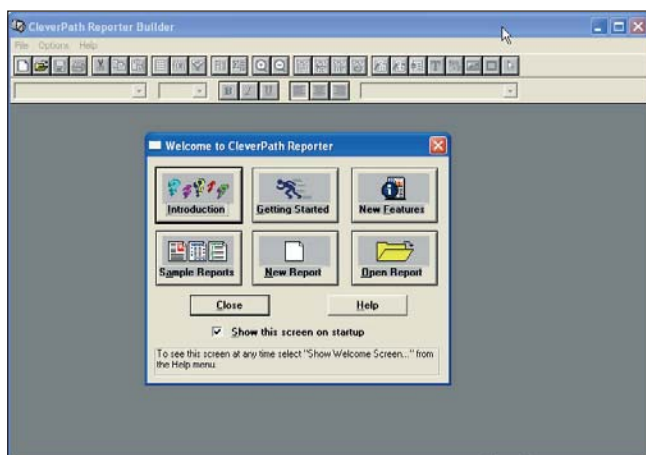 CleverPath Reporter Builder
File Options Help
B I U
Welcome to CleverPath Reporter
Introduction Getting Started New Features
Sample Reports New Report Open Report
Close Help
Show this screen on startup
To see this screen at any time select "Show Welcome Screen..." from
the Help menu.